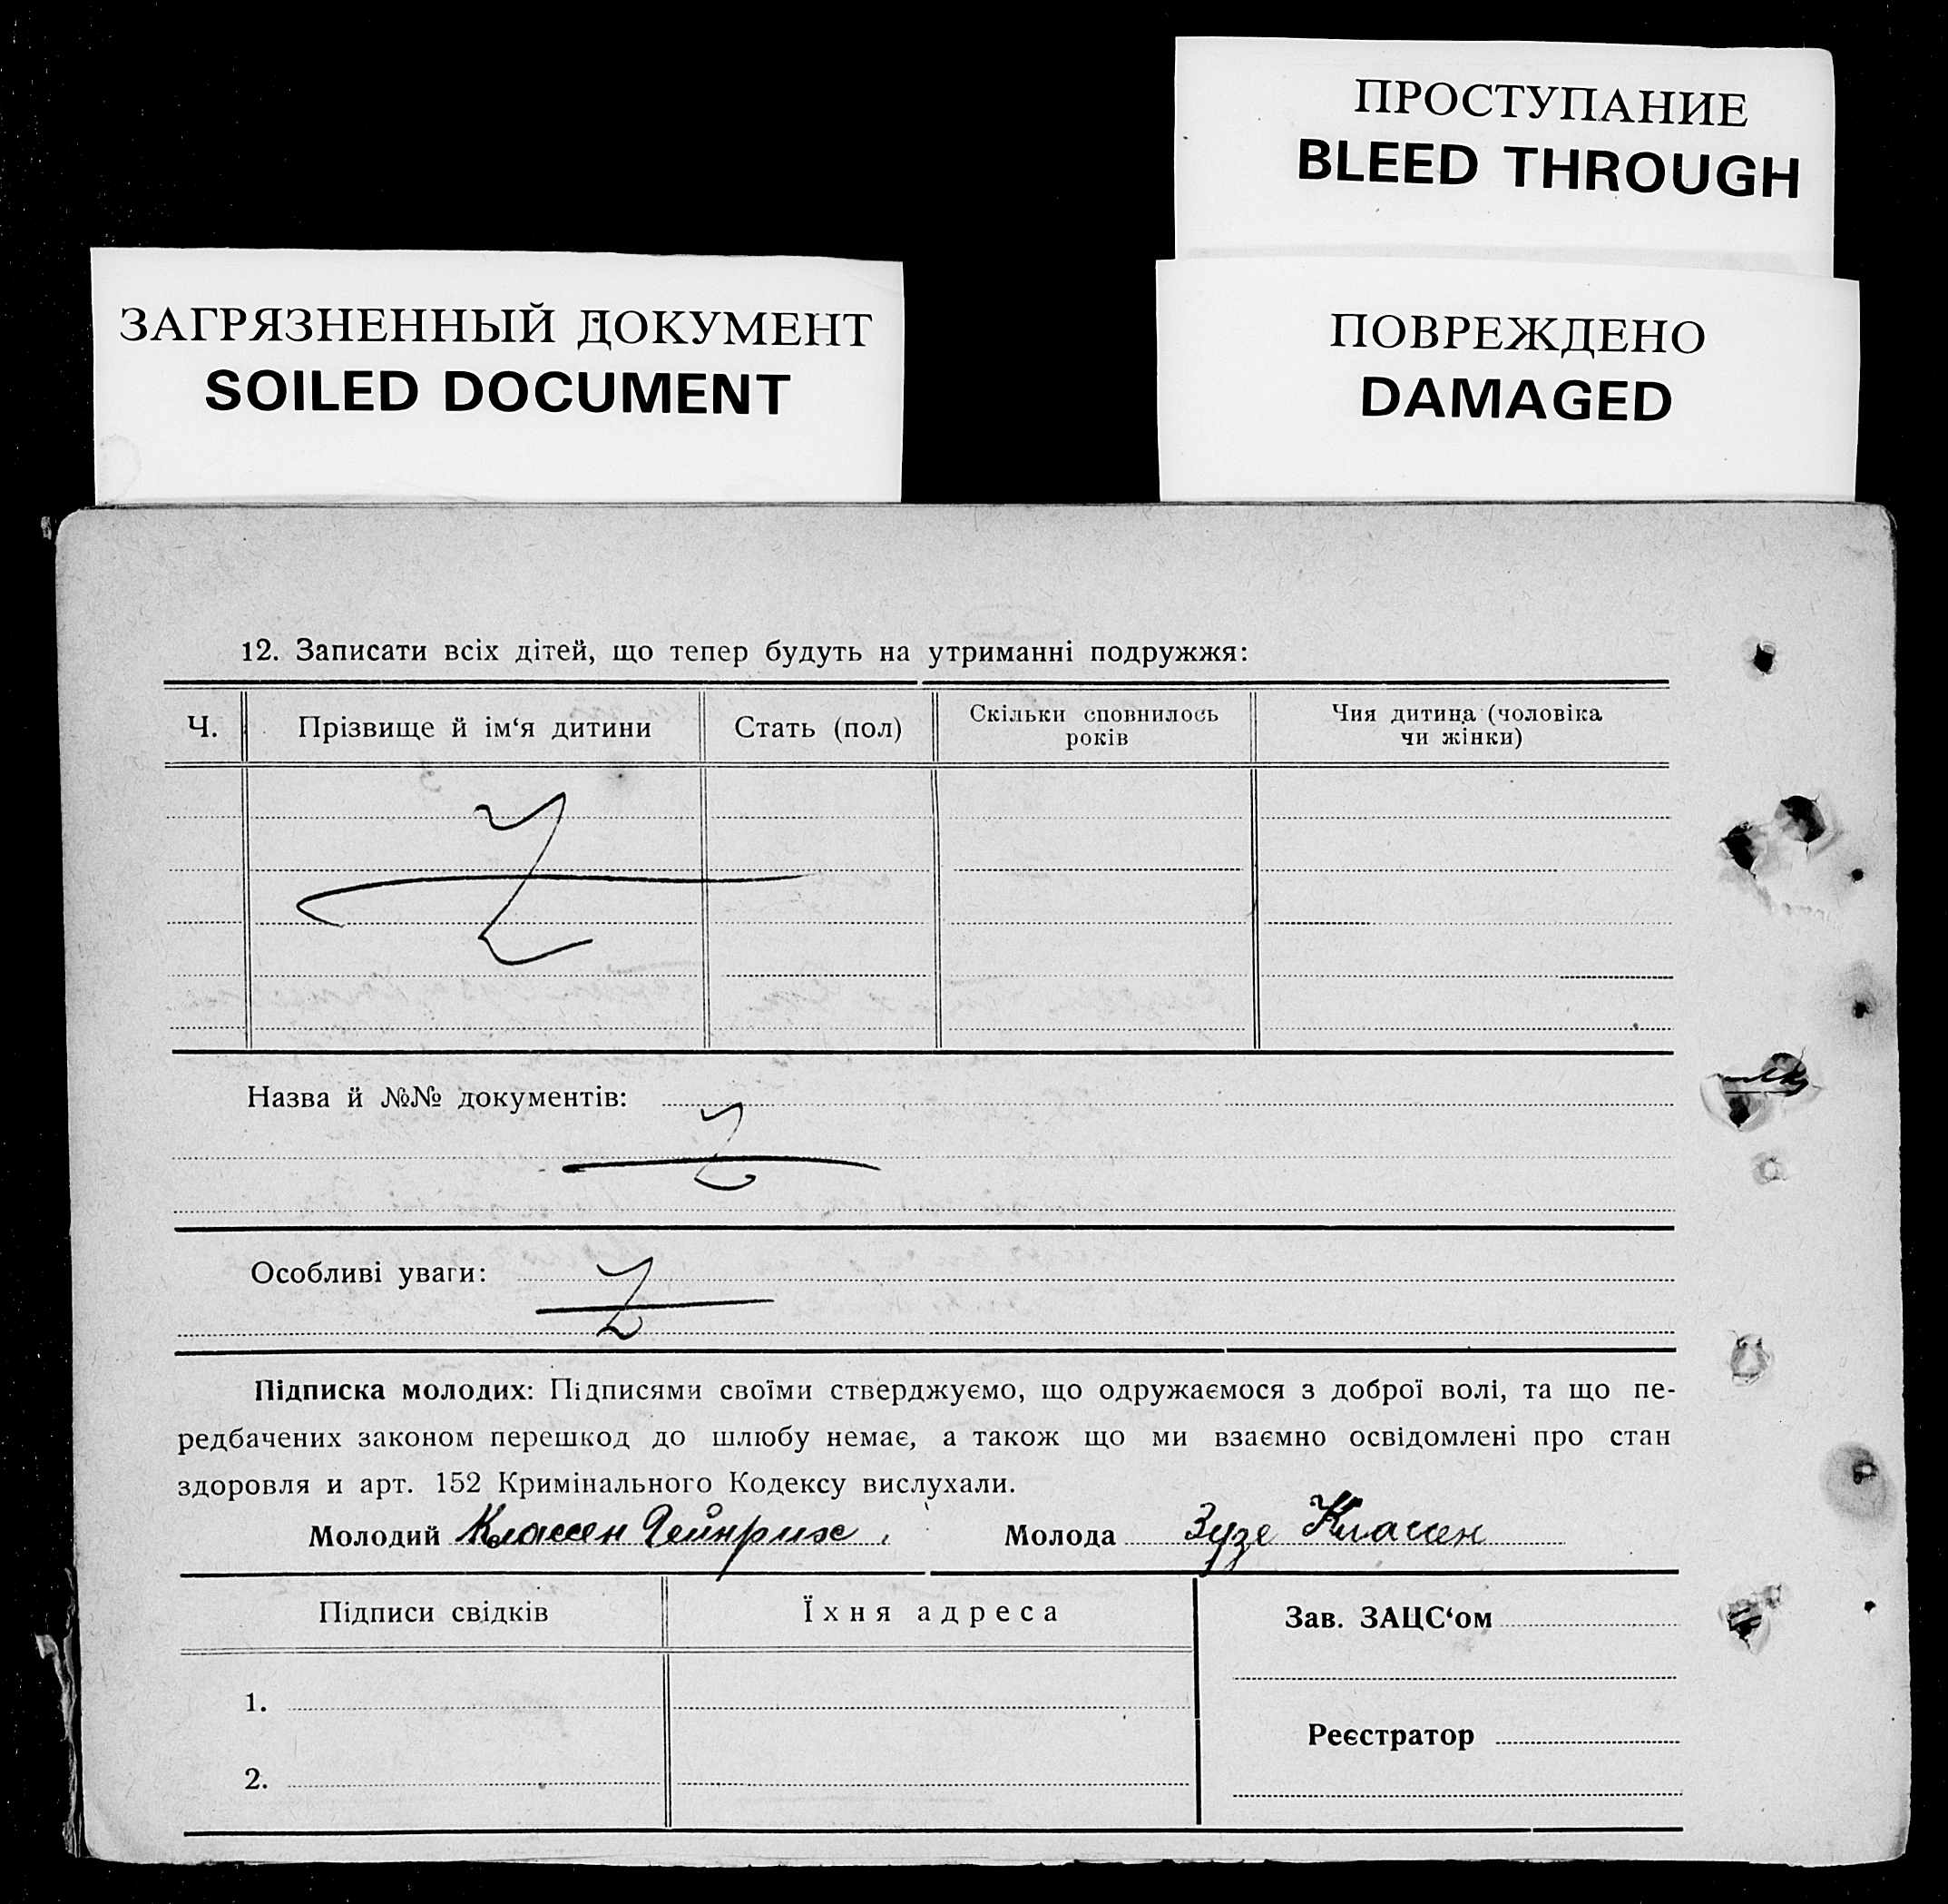 ПРОСТУПАНИЕ
BLEED THROUGH
ЗАГРЯЗНЕННЫЙ ДОКУМЕНТ
SOILED DOCUMENT
ПОВРЕЖДЕНО
DAMAGED
12. Записати всіх дітей, що тепер будуть на утриманні подружжя:
Ч. Прізвище й ім‘я дитини Стать (пол) Скільки сповнилось років Чия дитина (чоловіка чи жінки)
Z
Назва й №№ документів:
Z
Особливі уваги: Z
Підписка молодих: Підписями своїми стверджуємо, що одружаємося з доброї волі, та що пе-
редбачених законом перешкод до шлюбу немає, а також що ми взаємно освідомлені про стан
здоровля и арт. 152 Кримінального Кодексу вислухали.
Молодий Классен Гейнрих Молода Зузе Классен
Підписи свідків Їхня адреса Зав. ЗАЦС‘ом
1.
Реєстратор
2.